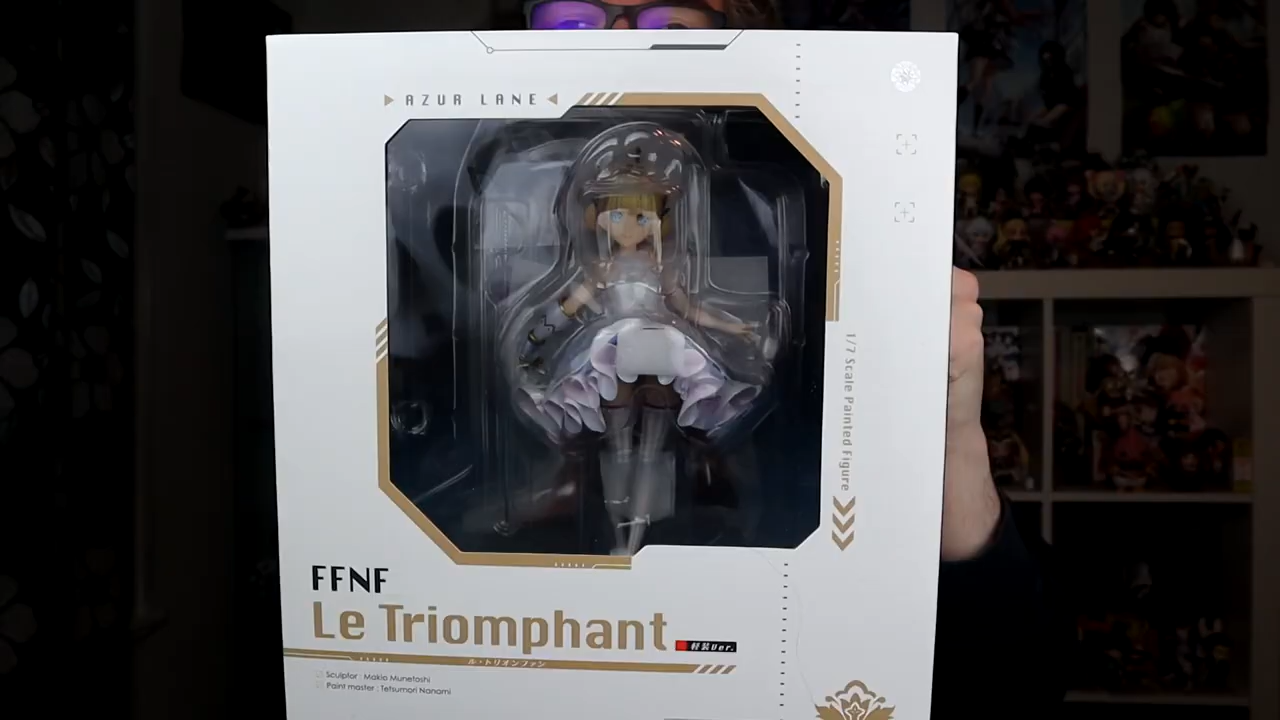 AZUR LANE
1/7 Scale Painted Figure
FFNF
Le Triomphant
軽装Ver.
ル・トリオンファン
Sculptor : Makio Munetoshi
Paint master : Tetsumori Nanami